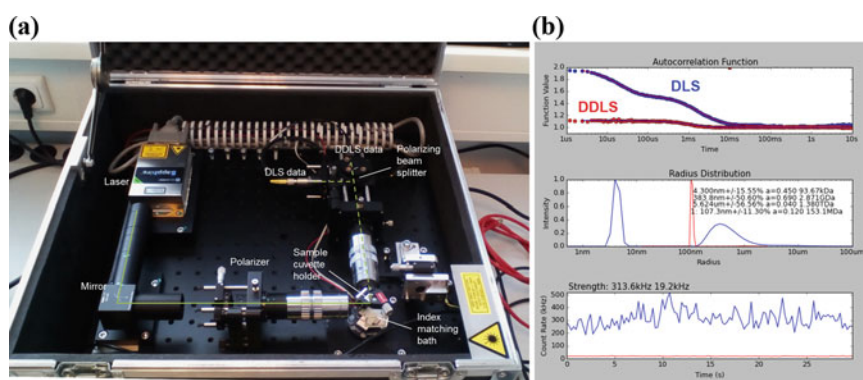 (a)
DDLS data
Polarizing
beam
splitter
DLS data
Laser
Sapphire
Polarizer
Sample
cuvette
holder
Mirror
Index
matching
bath
(b)
Autocorrelation Function
Function Value
2.0
1.8
1.6
1.4
1.2
1.0
DLS
DDLS
1us
10us
100us
1ms
10ms
100ms
1s
10s
Time
Radius Distribution
Intensity
1.0
0.8
0.6
0.4
0.2
0.0
4.300nm+/-15.55% a=0.450 93.67kDa
383.8nm+/-50.60% a=0.690 2.871GDa
5.624um+/-56.56% a=0.040 1.380TDa
1: 107.3nm+/-11.30% a=0.120 153.1MDa
1nm
10nm
100nm
1um
10um
100um
Radius
Strength: 313.6kHz 19.2kHz
Count Rate (kHz)
500
400
300
200
100
0
0
5
10
15
20
25
Time (s)